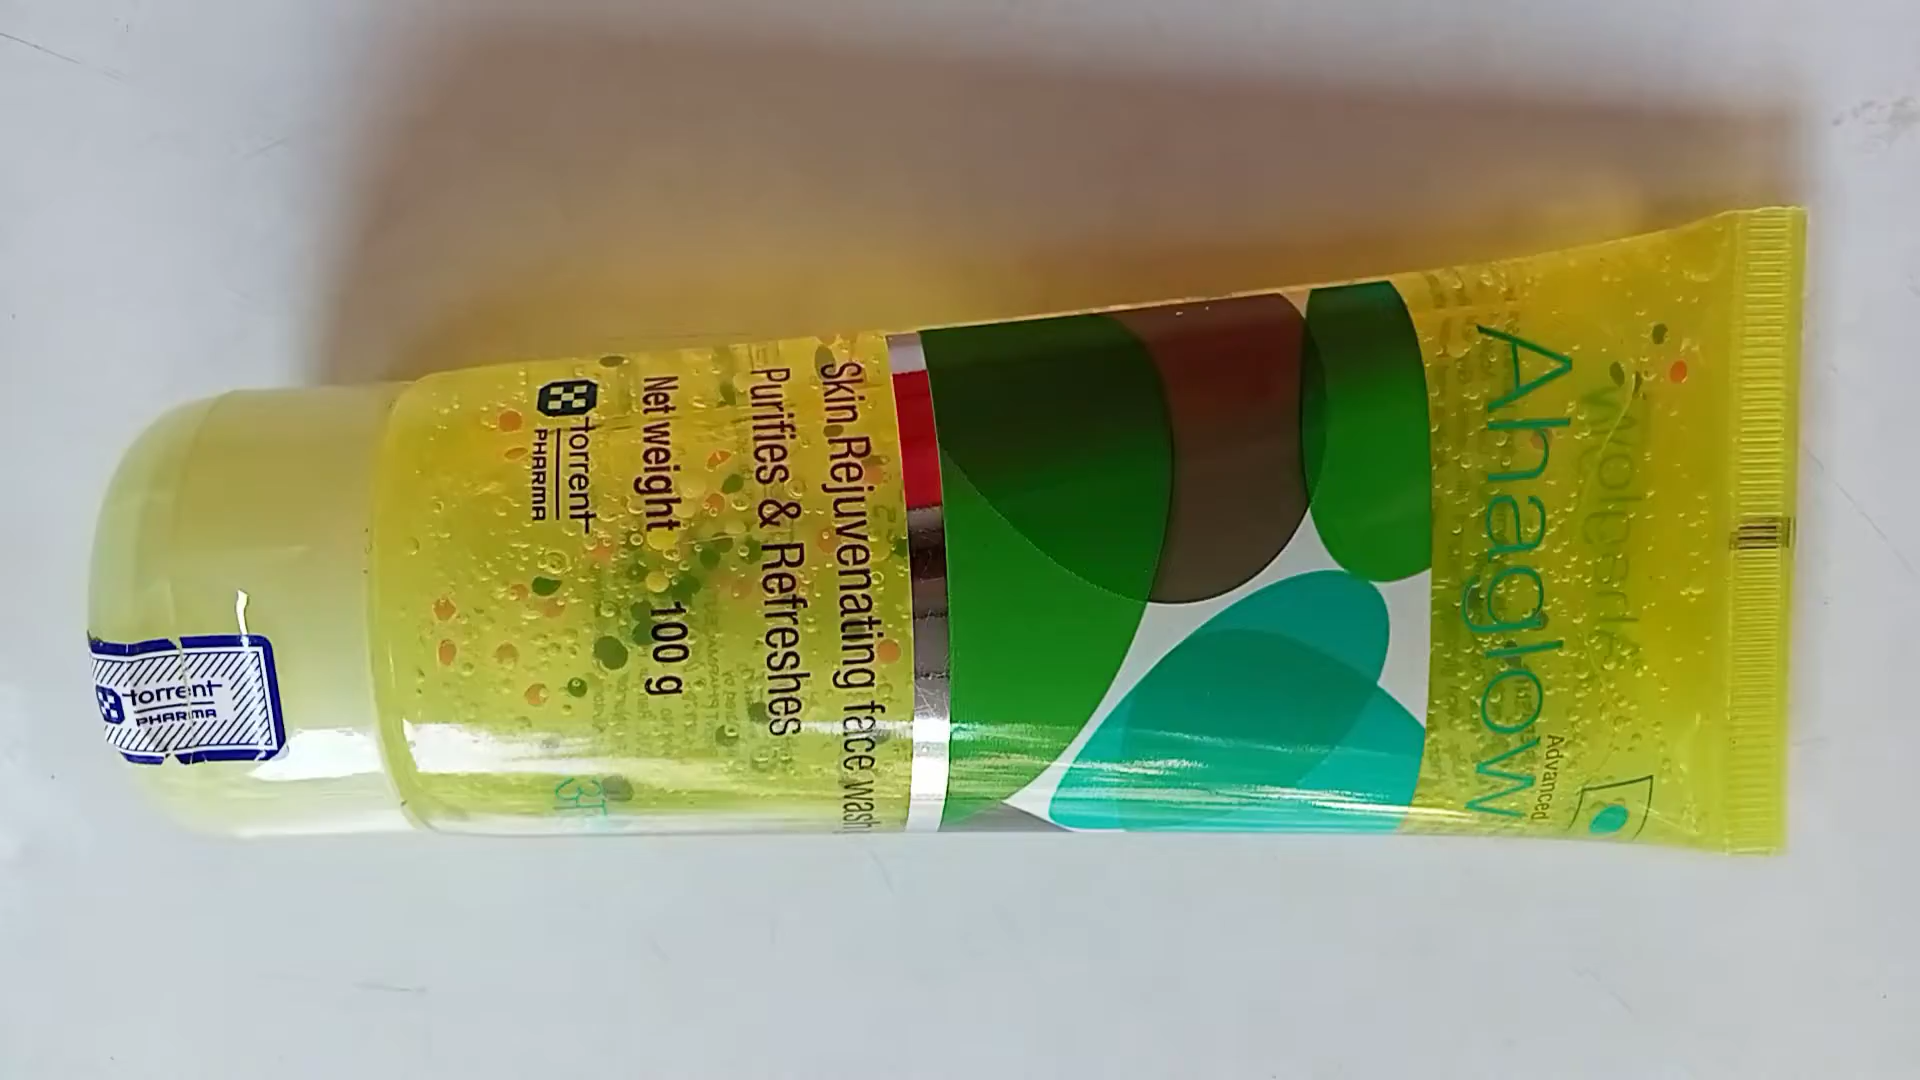 Advanced
Ahaglow
Skin Rejuvenating face wash
Purifies & Refreshes
Net weight 100 g
torrent
PHARMA
torrent
PHARMA